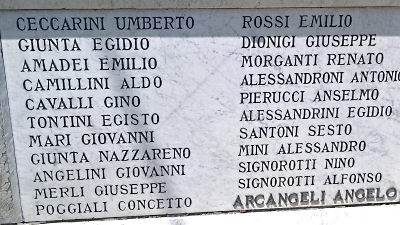 CECCARINI UMBERTO
GIUNTA EGIDIO
AMADEI EMILIO
CAMILLINI ALDO
CAVALLI GINO
TONTINI EGISTO
MARI GIOVANNI
GIUNTA NAZZARENO
ANGELINI GIOVANNI
MERLI GIUSEPPE
POGGIALI CONCETTO
ROSSI EMILIO
DIONIGI GIUSEPPE
MORGANTI RENATO
ALESSANDRONI ANTONIO
PIERUCCI ANSELMO
ALESSANDRINI EGIDIO
SANTONI SESTO
MINI ALESSANDRO
SIGNOROTTI NINO
SIGNOROTTI ALFONSO
ARCANGELI ANGELO